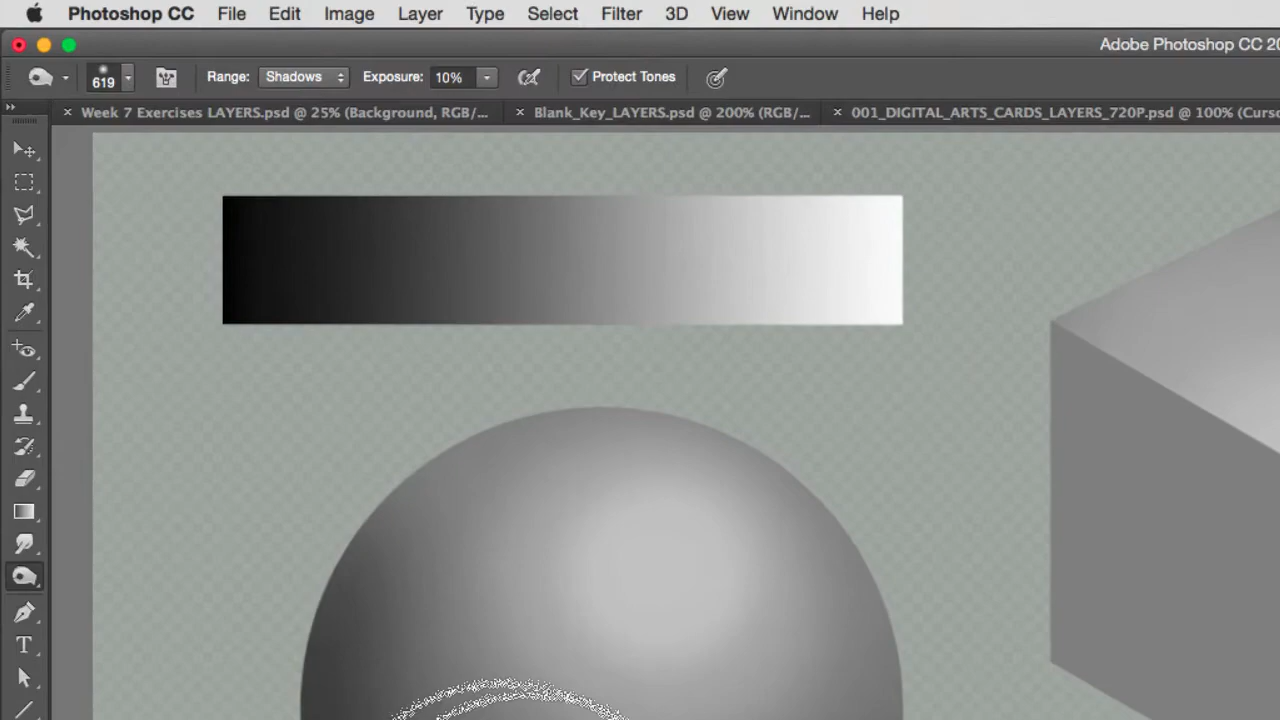 Photoshop CC File Edit Image Layer Type Select Filter 3D View Window Help
Adobe Photoshop CC 20
619 Range: Shadows Exposure: 10% Protect Tones
Week 7 Exercises LAYERS.psd @ 25% (Background, RGB/... Blank_Key_LAYERS.psd @ 200% (RGB/... 001_DIGITAL_ARTS_CARDS_LAYERS_720P.psd @ 100% (Curso
T